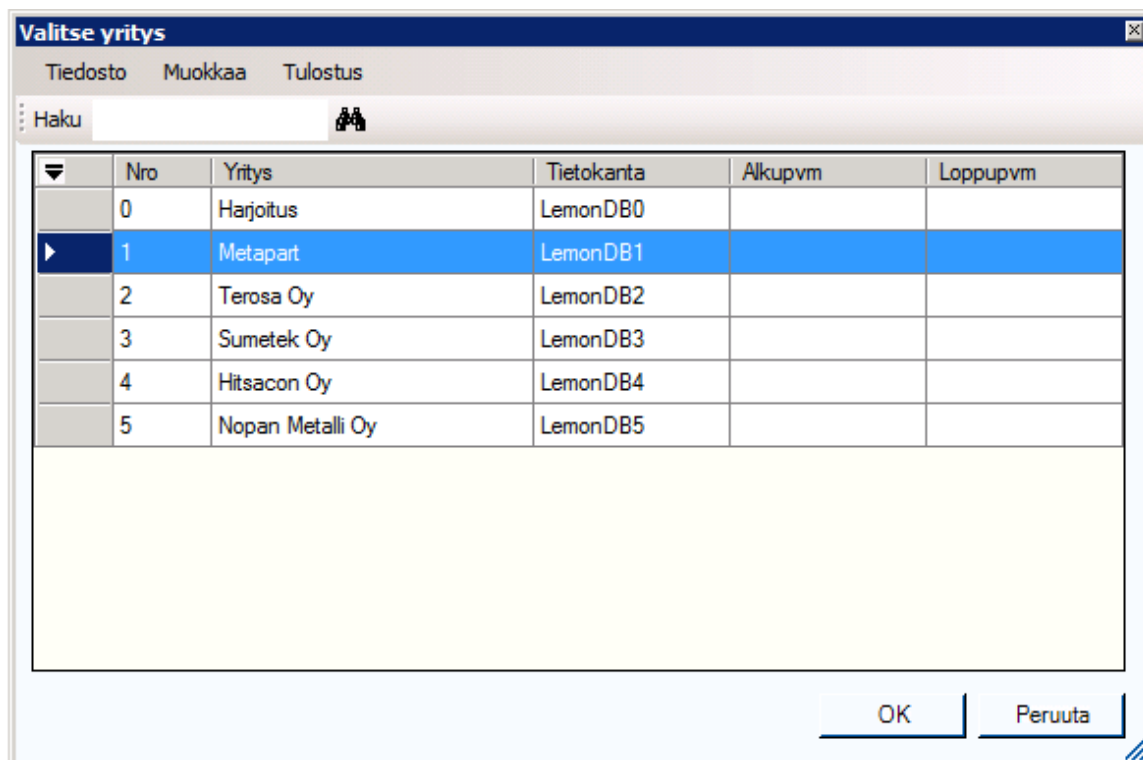 Valitse yritys
Tiedosto Muokkaa Tulostus
Haku
Nro Yritys Tietokanta Alkupvm Loppupvm
0 Harjoitus LemonDB0
1 Metapart LemonDB1
2 Terosa Oy LemonDB2
3 Sumetek Oy LemonDB3
4 Hitsacon Oy LemonDB4
5 Nopan Metalli Oy LemonDB5
OK Peruuta